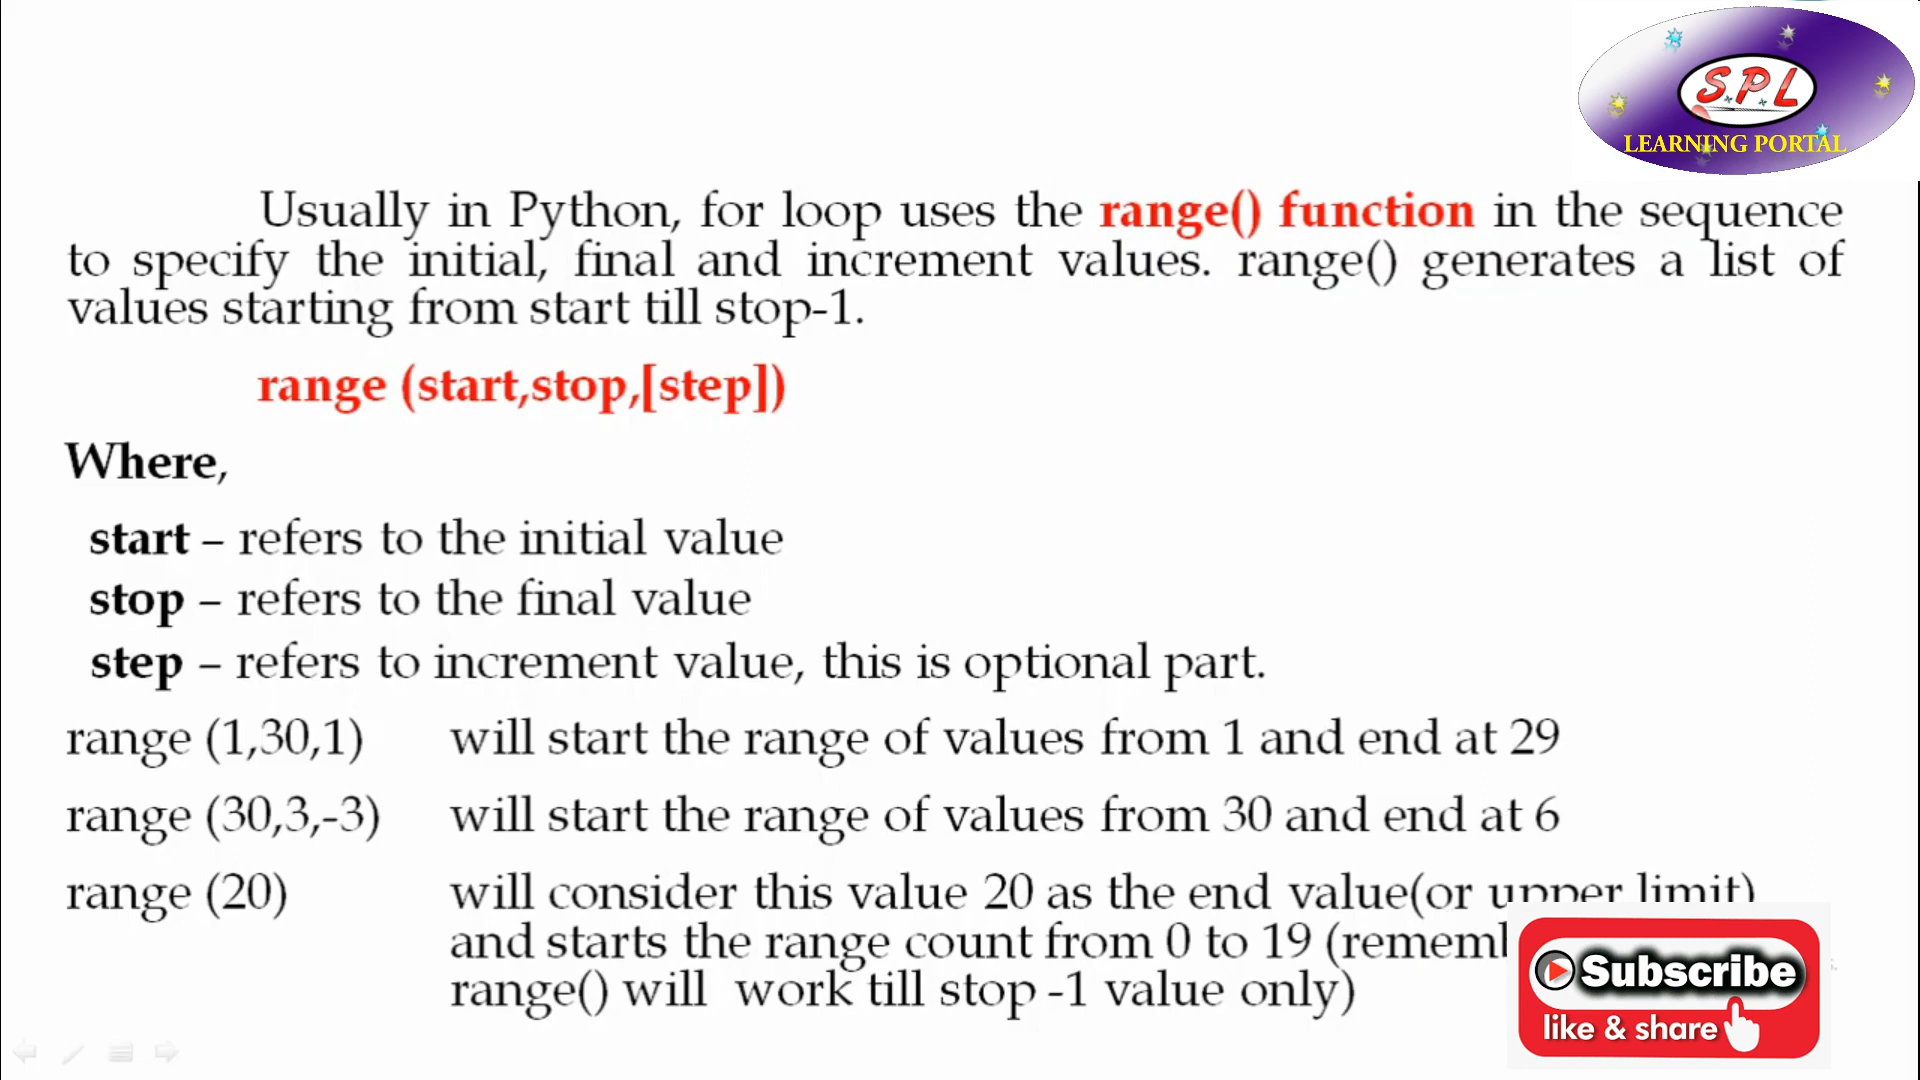 S.P.L
LEARNING PORTAL
Usually in Python, for loop uses the range() function in the sequence
to specify the initial, final and increment values. range() generates a list of
values starting from start till stop-1.
range (start,stop,[step])
Where,
start – refers to the initial value
stop – refers to the final value
step – refers to increment value, this is optional part.
range (1,30,1) will start the range of values from 1 and end at 29
range (30,3,-3) will start the range of values from 30 and end at 6
range (20) will consider this value 20 as the end value(or upper limit)
and starts the range count from 0 to 19 (
range() will work till stop -1 value only)
Subscribe
like & share